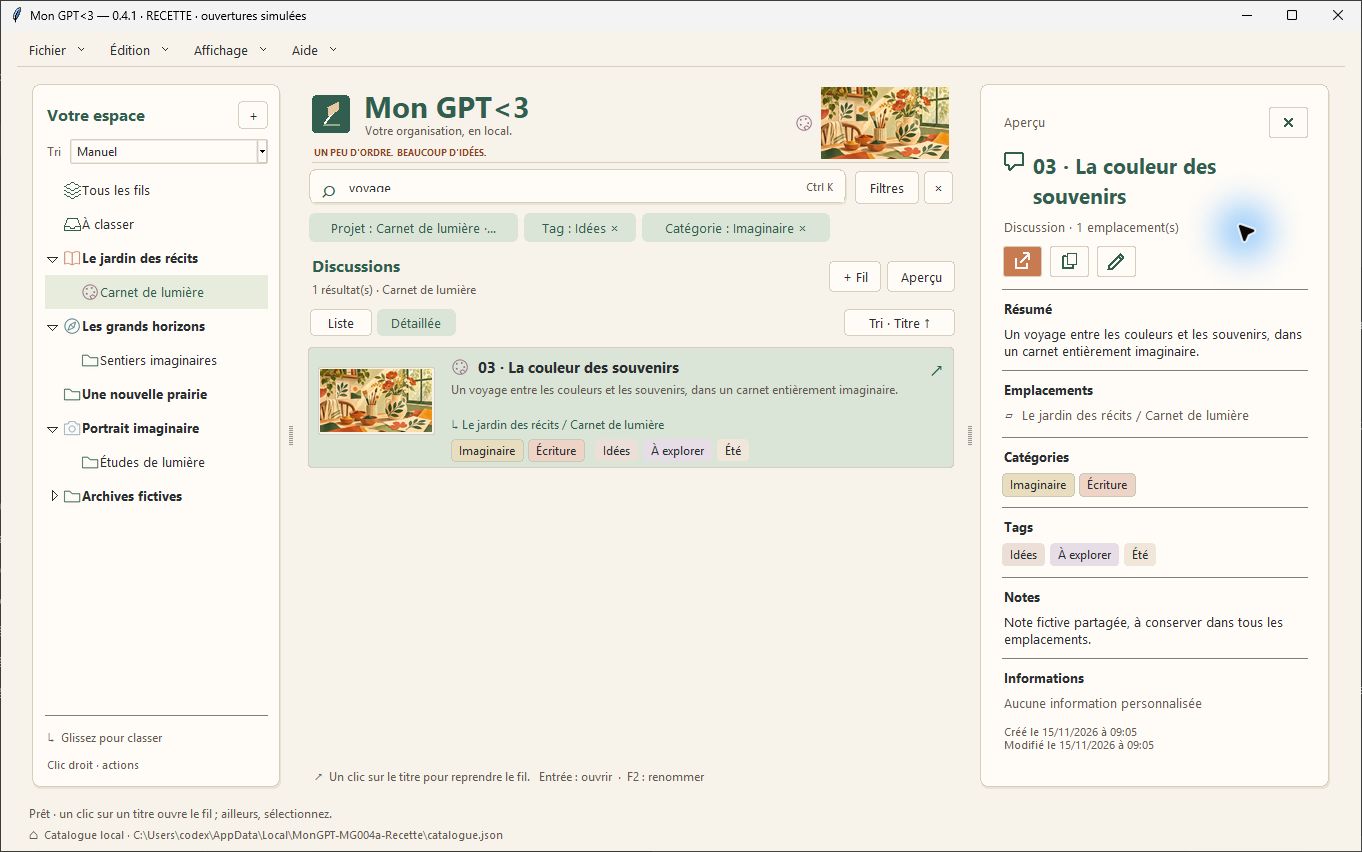 Mon GPT<3 — 0.4.1 · RECETTE · ouvertures simulées
Fichier Édition Affichage Aide
Votre espace +
Tri Manuel
Tous les fils
À classer
Le jardin des récits
Carnet de lumière
Les grands horizons
Sentiers imaginaires
Une nouvelle prairie
Portrait imaginaire
Études de lumière
Archives fictives
↳ Glissez pour classer
Clic droit · actions
Mon GPT<3
Votre organisation, en local.
UN PEU D'ORDRE. BEAUCOUP D'IDÉES.
voyage Ctrl K Filtres ×
Projet : Carnet de lumière ·... Tag : Idées × Catégorie : Imaginaire ×
Discussions
1 résultat(s) · Carnet de lumière
+ Fil Aperçu
Liste Détaillée Tri · Titre ↑
03 · La couleur des souvenirs ↗
Un voyage entre les couleurs et les souvenirs, dans un carnet entièrement imaginaire.
↳ Le jardin des récits / Carnet de lumière
Imaginaire Écriture Idées À explorer Été
↗ Un clic sur le titre pour reprendre le fil. Entrée : ouvrir · F2 : renommer
Aperçu ×
03 · La couleur des
souvenirs
Discussion · 1 emplacement(s)
Résumé
Un voyage entre les couleurs et les souvenirs, dans
un carnet entièrement imaginaire.
Emplacements
▱ Le jardin des récits / Carnet de lumière
Catégories
Imaginaire Écriture
Tags
Idées À explorer Été
Notes
Note fictive partagée, à conserver dans tous les
emplacements.
Informations
Aucune information personnalisée
Créé le 15/11/2026 à 09:05
Modifié le 15/11/2026 à 09:05
Prêt · un clic sur un titre ouvre le fil ; ailleurs, sélectionnez.
⌂ Catalogue local · C:\Users\codex\AppData\Local\MonGPT-MG004a-Recette\catalogue.json